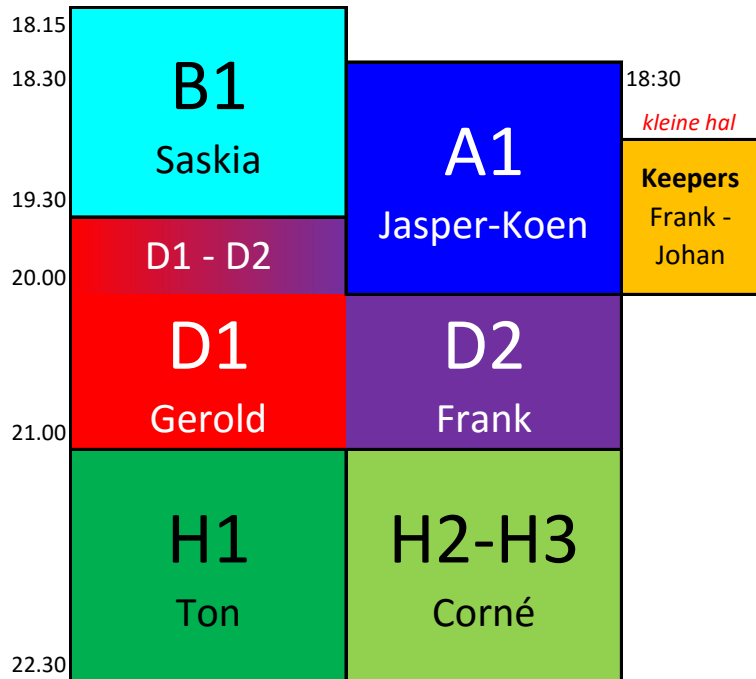 18.15
B1
Saskia
18.30
A1
Jasper-Koen
18:30
kleine hal
Keepers
Frank -
Johan
19.30
D1 - D2
20.00
D1
Gerold
D2
Frank
21.00
H1
Ton
H2-H3
Corné
22.30